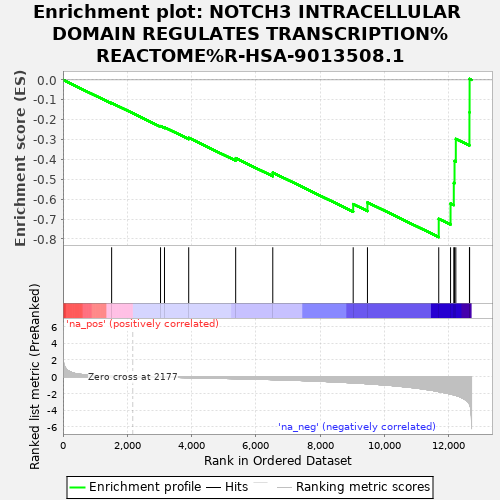 Enrichment plot: NOTCH3 INTRACELLULAR
DOMAIN REGULATES TRANSCRIPTION%
REACTOME%R-HSA-9013508.1
Enrichment score (ES)
0.0
-0.1
-0.2
-0.3
-0.4
-0.5
-0.6
-0.7
-0.8
'na_pos' (positively correlated)
Ranked list metric (PreRanked)
6
4
2
0
-2
-4
-6
Zero cross at 2177
'na_neg' (negatively correlated)
0
2,000
4,000
6,000
8,000
10,000
12,000
Rank in Ordered Dataset
Enrichment profile
Hits
Ranking metric scores